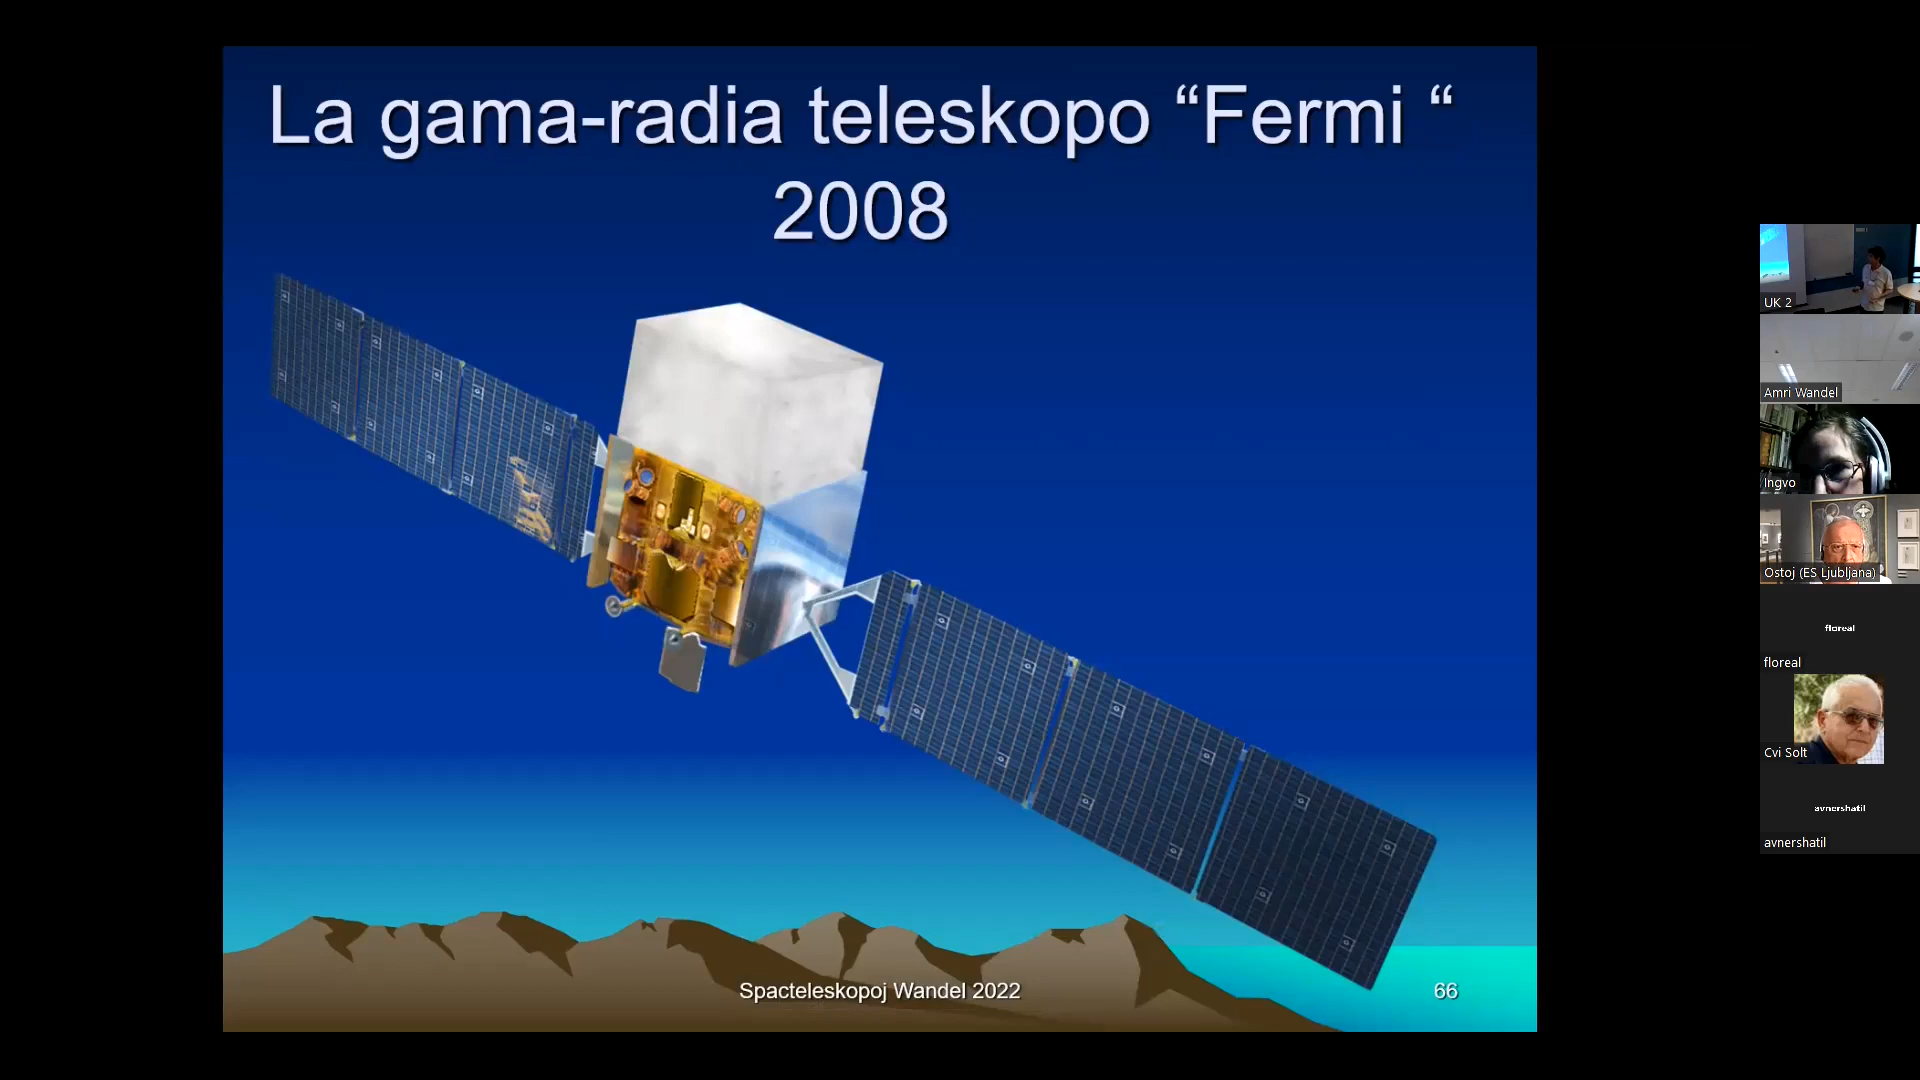 La gama-radia teleskopo “Fermi “
2008
Spacteleskopoj Wandel 2022
66
UK 2
Amri Wandel
Ingvo
Ostoj (ES Ljubljana)
floreal
floreal
Cvi Solt
avnershatil
avnershatil